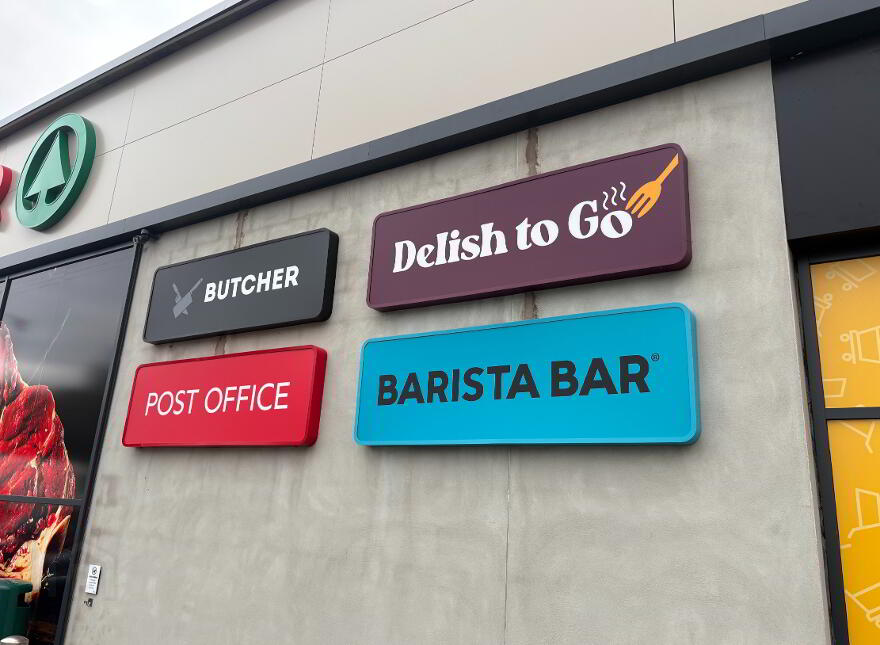 BUTCHER
Delish to Go
POST OFFICE
BARISTA BAR®